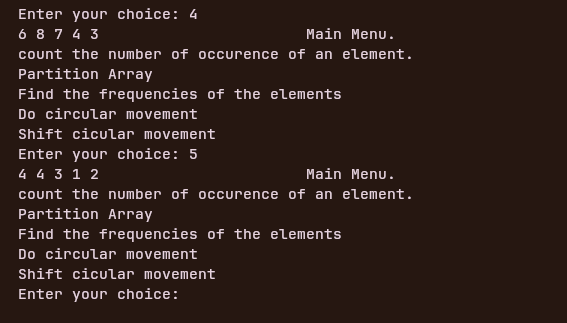 Enter your choice: 4
6 8 7 4 3                       Main Menu.
count the number of occurence of an element.
Partition Array
Find the frequencies of the elements
Do circular movement
Shift cicular movement
Enter your choice: 5
4 4 3 1 2                       Main Menu.
count the number of occurence of an element.
Partition Array
Find the frequencies of the elements
Do circular movement
Shift cicular movement
Enter your choice: